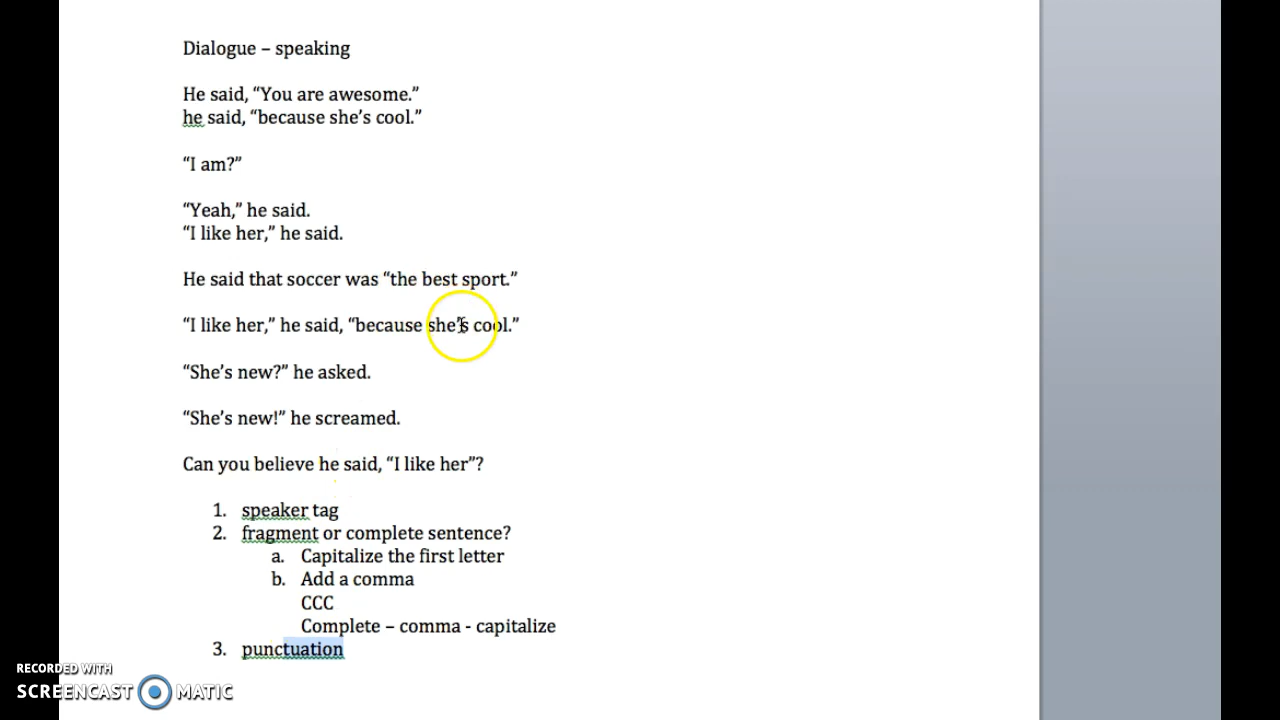 Dialogue – speaking
He said, “You are awesome.”
he said, “because she’s cool.”
“I am?”
“Yeah,” he said.
“I like her,” he said.
He said that soccer was “the best sport.”
“I like her,” he said, “because she’s cool.”
“She’s new?” he asked.
“She’s new!” he screamed.
Can you believe he said, “I like her”?
1. speaker tag
2. fragment or complete sentence?
a. Capitalize the first letter
b. Add a comma
CCC
Complete – comma - capitalize
3. punctuation
RECORDED WITH
SCREENCAST MATIC